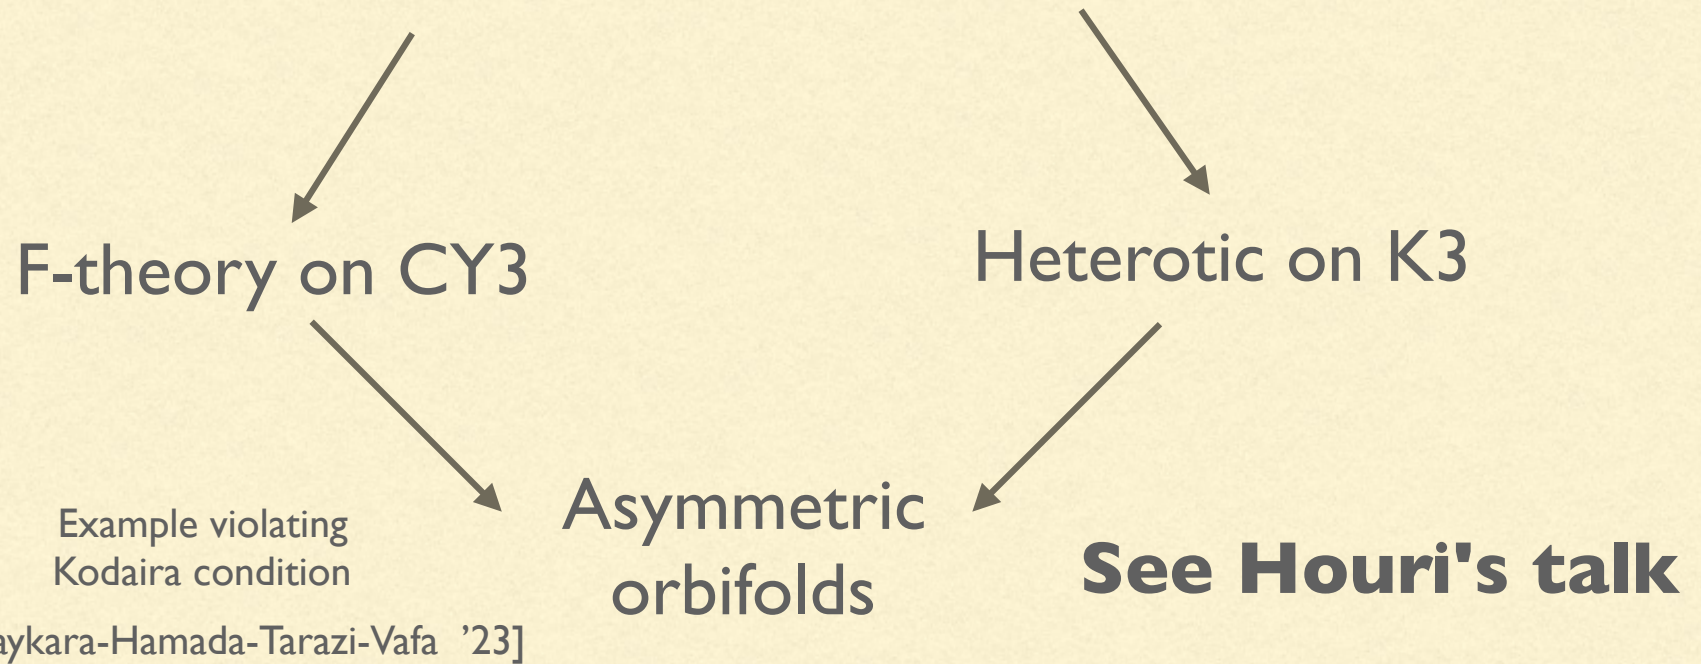 F-theory on CY3
Heterotic on K3
Asymmetric
orbifolds
Example violating
Kodaira condition
aykara-Hamada-Tarazi-Vafa '23]
See Houri's talk